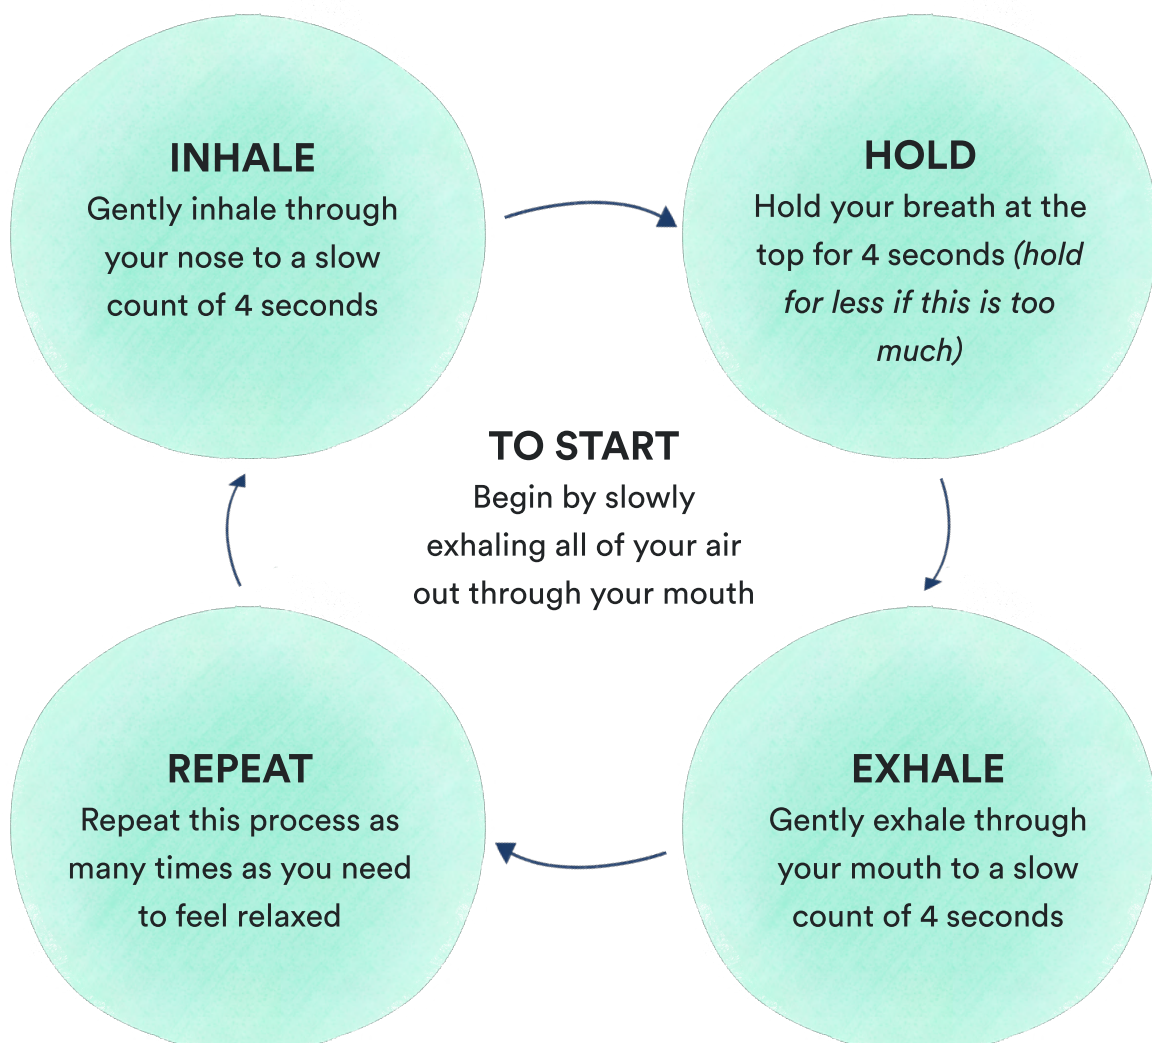 INHALE
Gently inhale through
your nose to a slow
count of 4 seconds
HOLD
Hold your breath at the
top for 4 seconds (hold
for less if this is too
much)
TO START
Begin by slowly
exhaling all of your air
out through your mouth
EXHALE
Gently exhale through
your mouth to a slow
count of 4 seconds
REPEAT
Repeat this process as
many times as you need
to feel relaxed